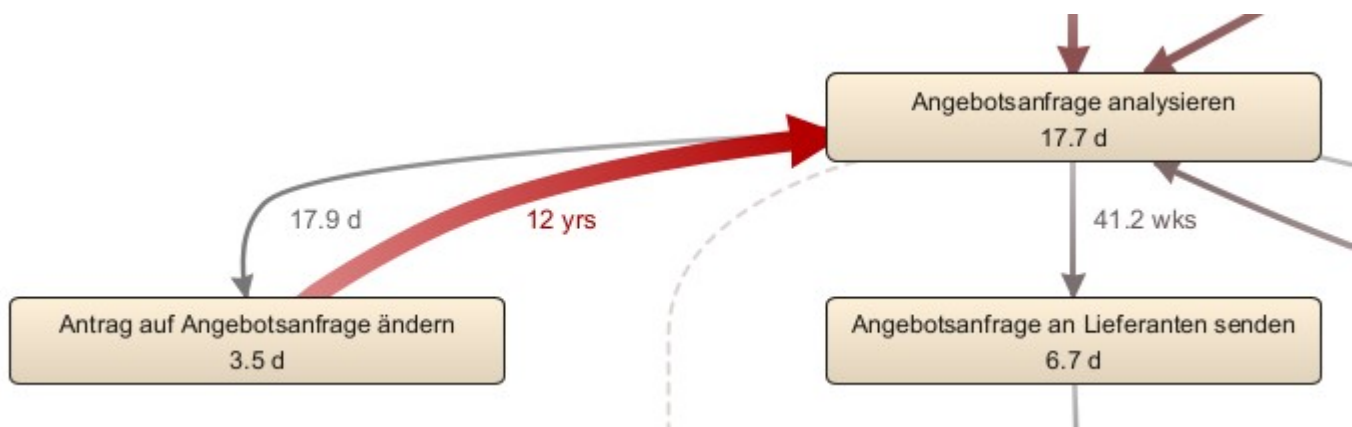 Angebotsanfrage analysieren
17.7 d
17.9 d
12 yrs
41.2 wks
Antrag auf Angebotsanfrage ändern
3.5 d
Angebotsanfrage an Lieferanten senden
6.7 d